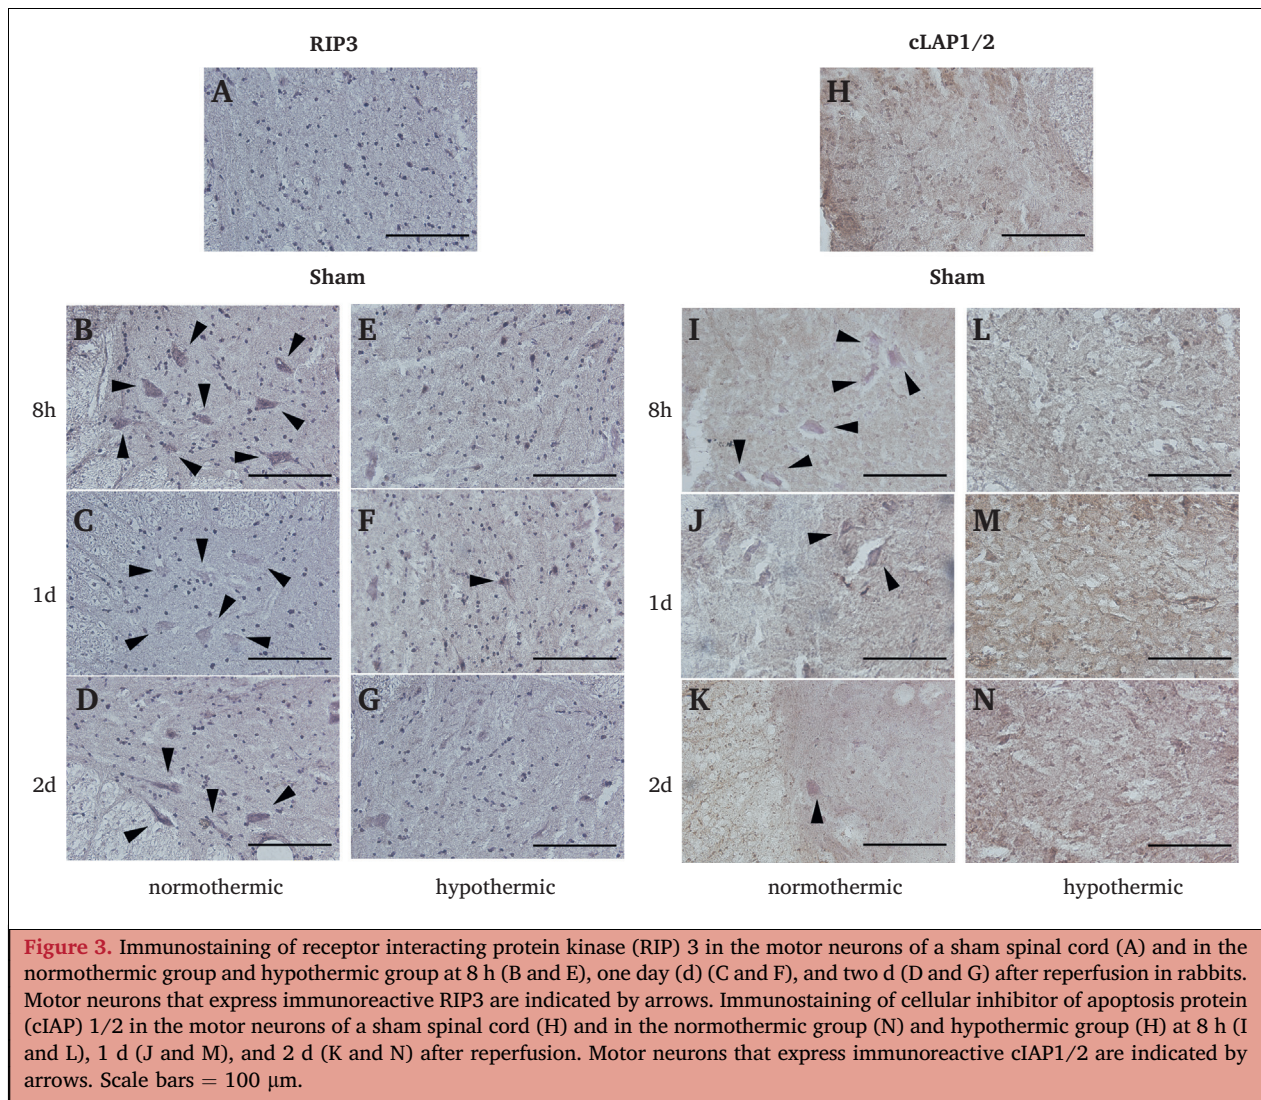 RIP3
cLAP1/2
A
H
Sham
Sham
B
E
I
L
8h
8h
C
F
J
M
1d
1d
D
G
K
N
2d
2d
normothermic
hypothermic
normothermic
hypothermic
Figure 3. Immunostaining of receptor interacting protein kinase (RIP) 3 in the motor neurons of a sham spinal cord (A) and in the
normothermic group and hypothermic group at 8 h (B and E), one day (d) (C and F), and two d (D and G) after reperfusion in rabbits.
Motor neurons that express immunoreactive RIP3 are indicated by arrows. Immunostaining of cellular inhibitor of apoptosis protein
(cIAP) 1/2 in the motor neurons of a sham spinal cord (H) and in the normothermic group (N) and hypothermic group (H) at 8 h (I
and L), 1 d (J and M), and 2 d (K and N) after reperfusion. Motor neurons that express immunoreactive cIAP1/2 are indicated by
arrows. Scale bars = 100 μm.